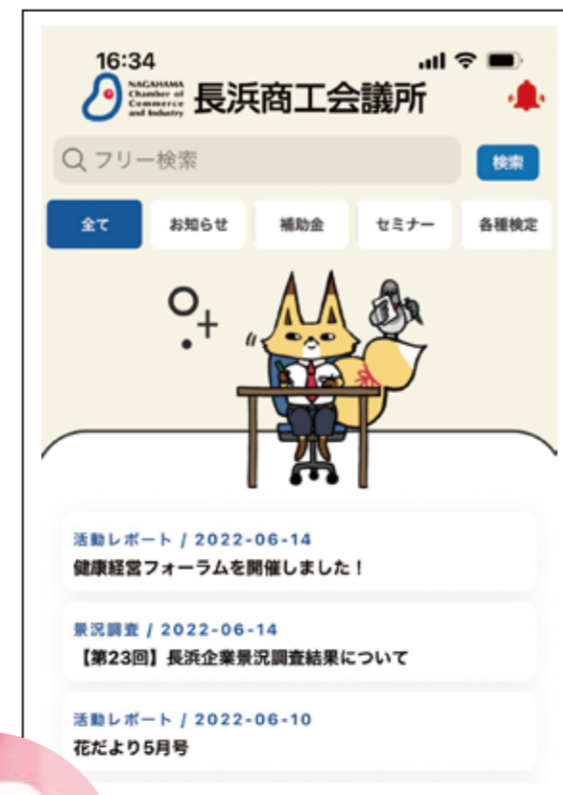 16:34
NAGAHAMA
Chamber of
Commerce
and Industry
長浜商工会議所
フリー検索
検索
全て
お知らせ
補助金
セミナー
各種検定
活動レポート / 2022-06-14
健康経営フォーラムを開催しました！
景況調査 / 2022-06-14
【第23回】長浜企業景況調査結果について
活動レポート / 2022-06-10
花だより5月号